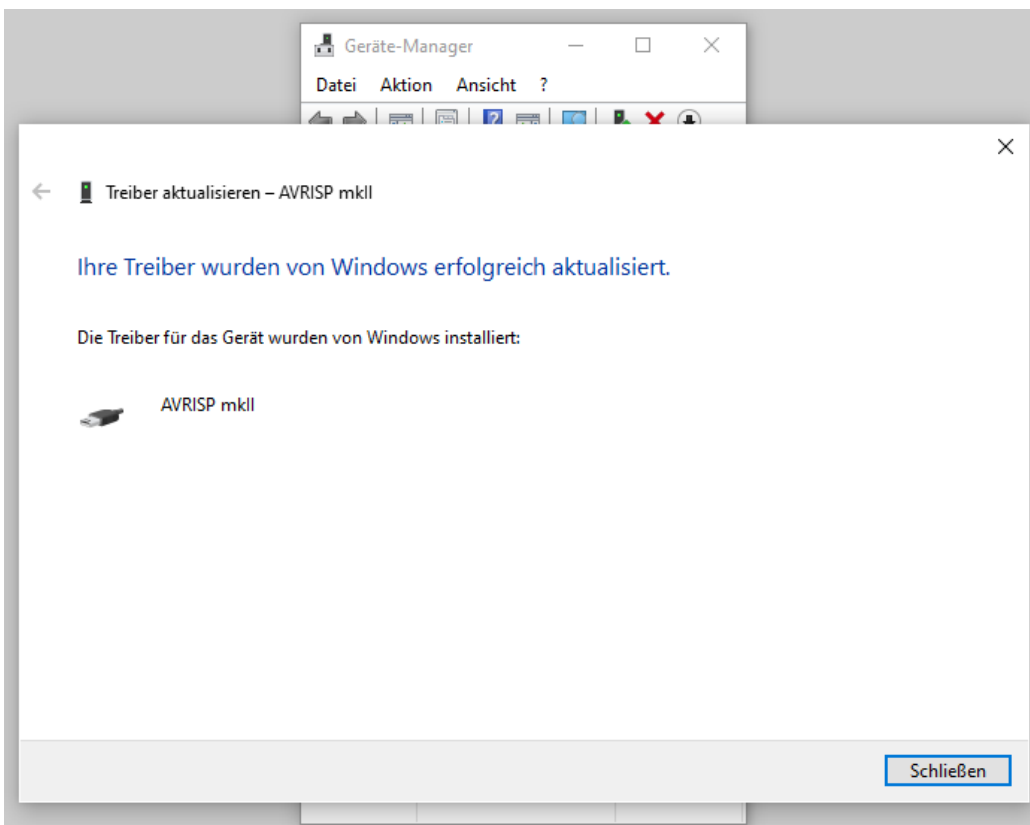 Geräte-Manager
Datei Aktion Ansicht ?
Treiber aktualisieren – AVRISP mkII
Ihre Treiber wurden von Windows erfolgreich aktualisiert.
Die Treiber für das Gerät wurden von Windows installiert:
AVRISP mkII
Schließen